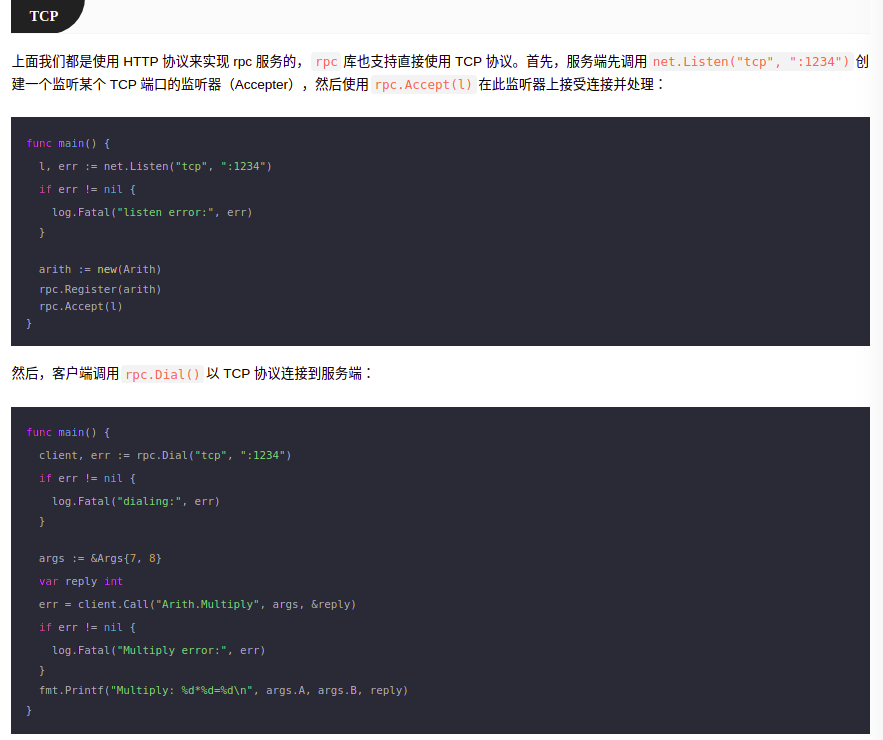 TCP
上面我们都是使用 HTTP 协议来实现 rpc 服务的， rpc 库也支持直接使用 TCP 协议。首先，服务端先调用 net.Listen("tcp", ":1234") 创
建一个监听某个 TCP 端口的监听器（Accepter），然后使用 rpc.Accept(l) 在此监听器上接受连接并处理：
func main() {
  l, err := net.Listen("tcp", ":1234")
  if err != nil {
    log.Fatal("listen error:", err)
  }
  arith := new(Arith)
  rpc.Register(arith)
  rpc.Accept(l)
}
然后，客户端调用 rpc.Dial() 以 TCP 协议连接到服务端：
func main() {
  client, err := rpc.Dial("tcp", ":1234")
  if err != nil {
    log.Fatal("dialing:", err)
  }
  args := &Args{7, 8}
  var reply int
  err = client.Call("Arith.Multiply", args, &reply)
  if err != nil {
    log.Fatal("Multiply error:", err)
  }
  fmt.Printf("Multiply: %d*%d=%d\n", args.A, args.B, reply)
}